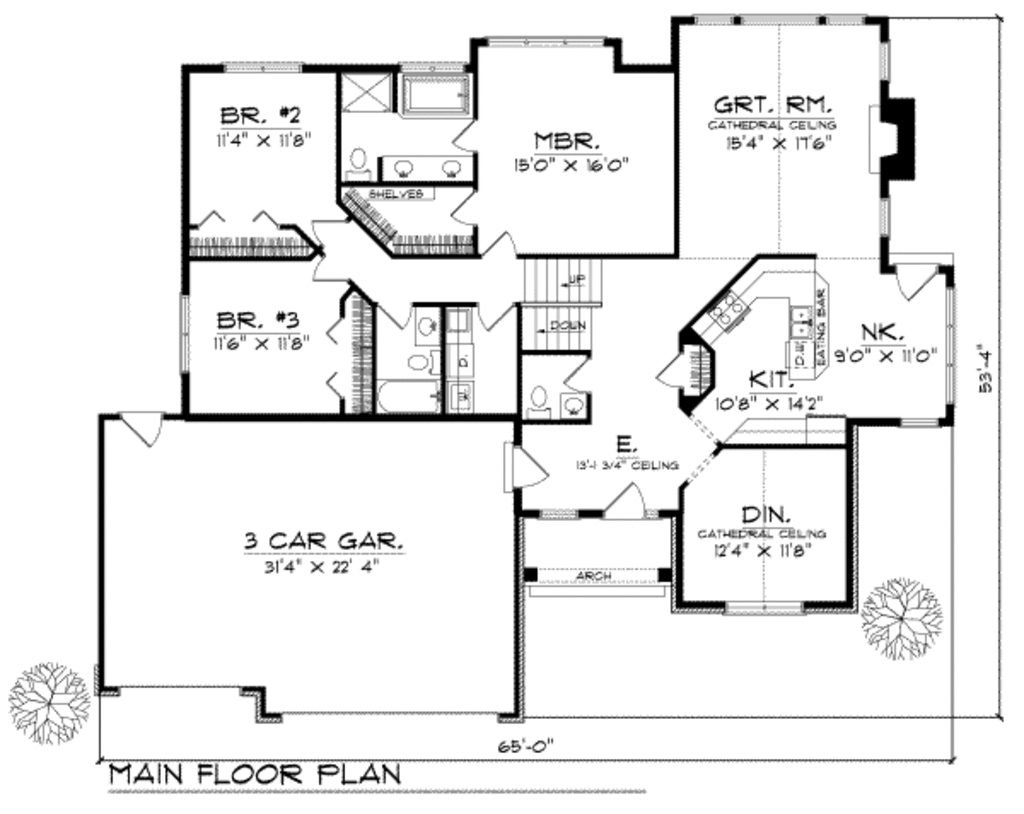 BR. #2
11'4" X 11'8"
MBR.
15'0" X 16'0"
GRT. RM.
CATHEDRAL CEILING
15'4" X 17'6"
SHELVES
UP
DOWN
BR. #3
11'6" X 11'8"
D.
D.W.
EATING BAR
NK.
9'0" X 11'0"
KIT.
10'8" X 14'2"
53'-4"
E.
13'-1 3/4" CEILING
DIN.
CATHEDRAL CEILING
12'4" X 11'8"
3 CAR GAR.
31'4" X 22' 4"
ARCH
65'-0"
MAIN FLOOR PLAN